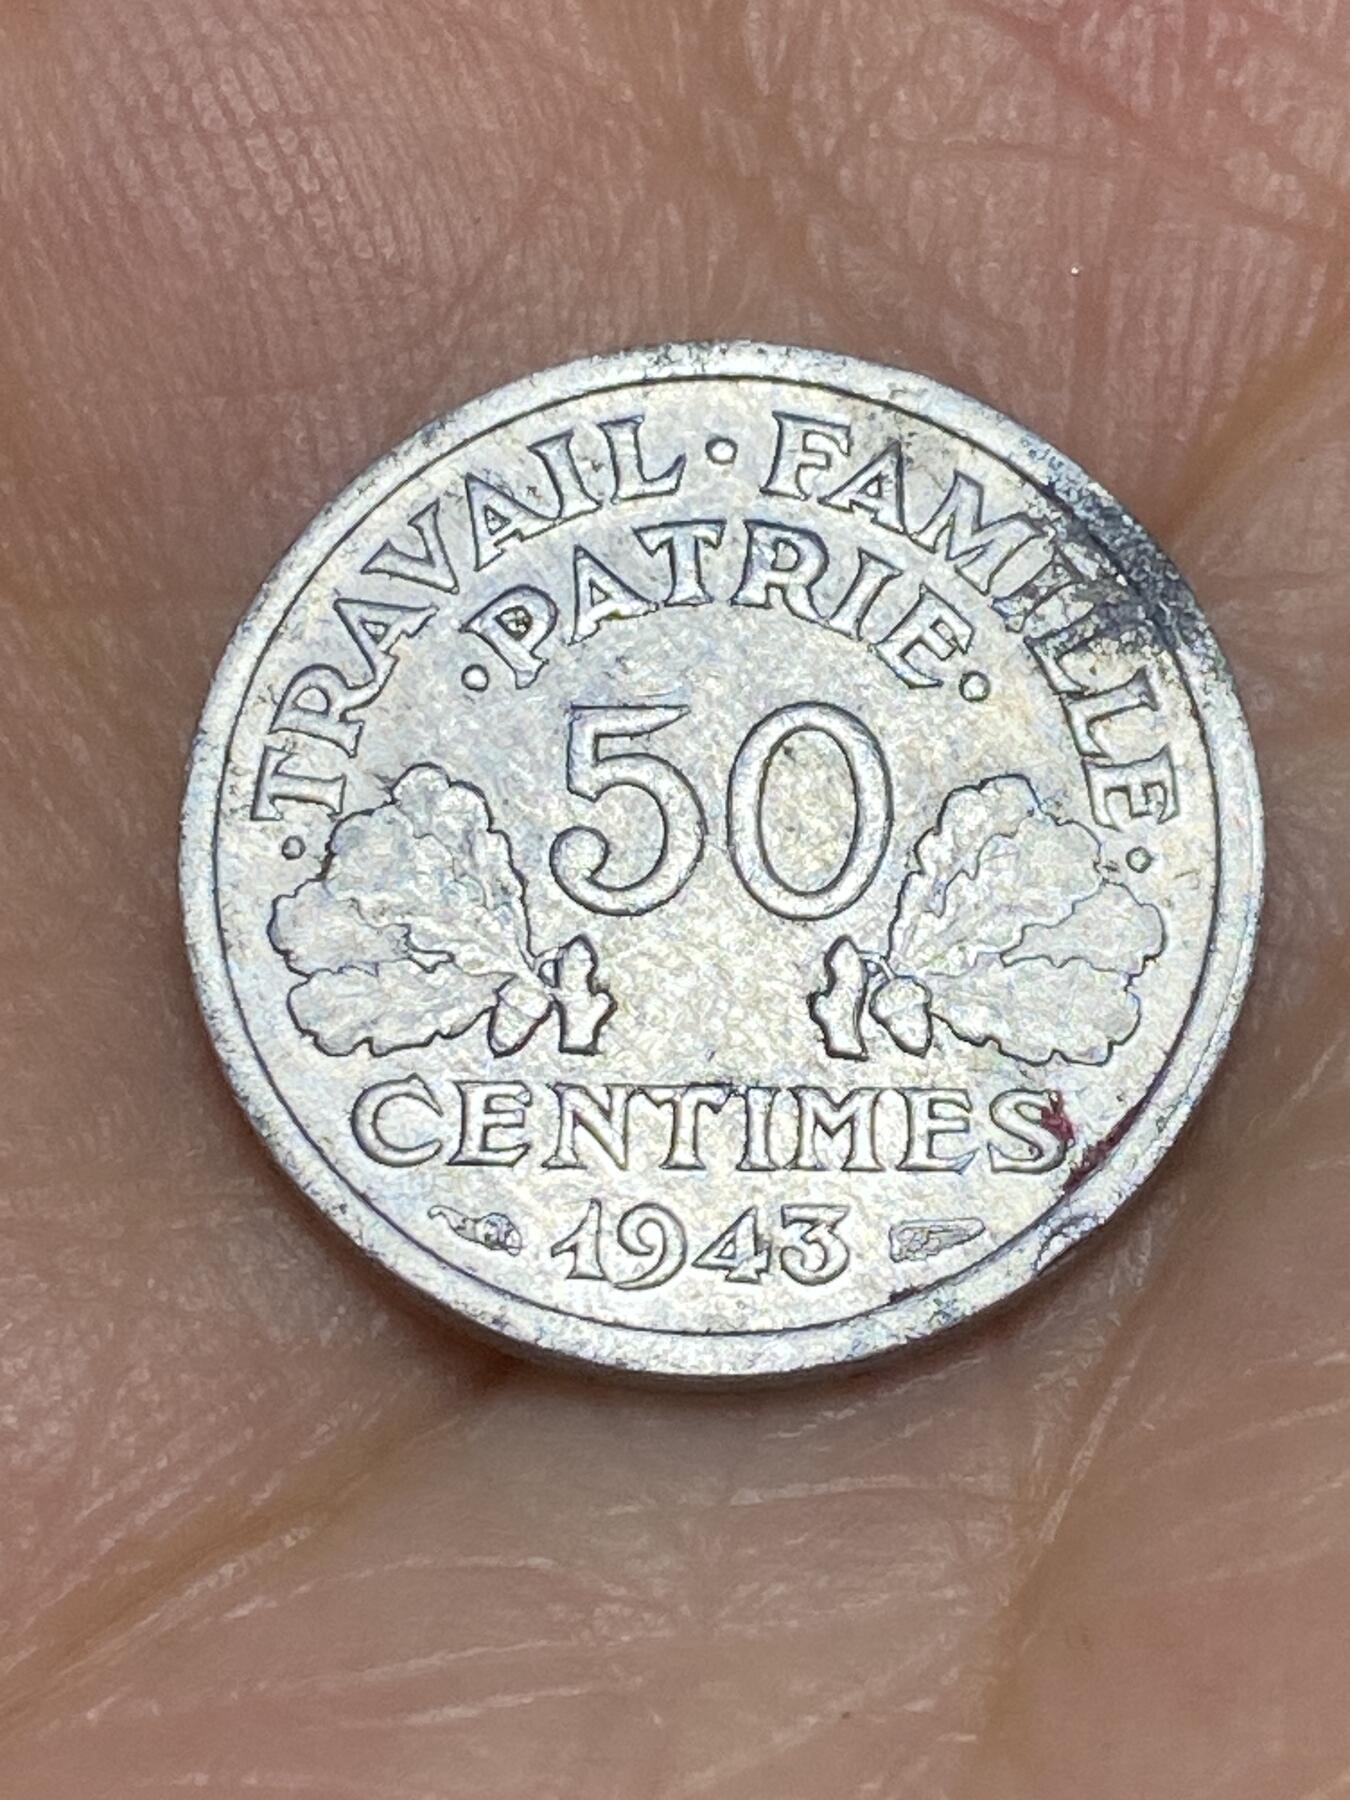 ·TRAVAIL·FAMILLE·
·PATRIE·
50
CENTIMES
1943